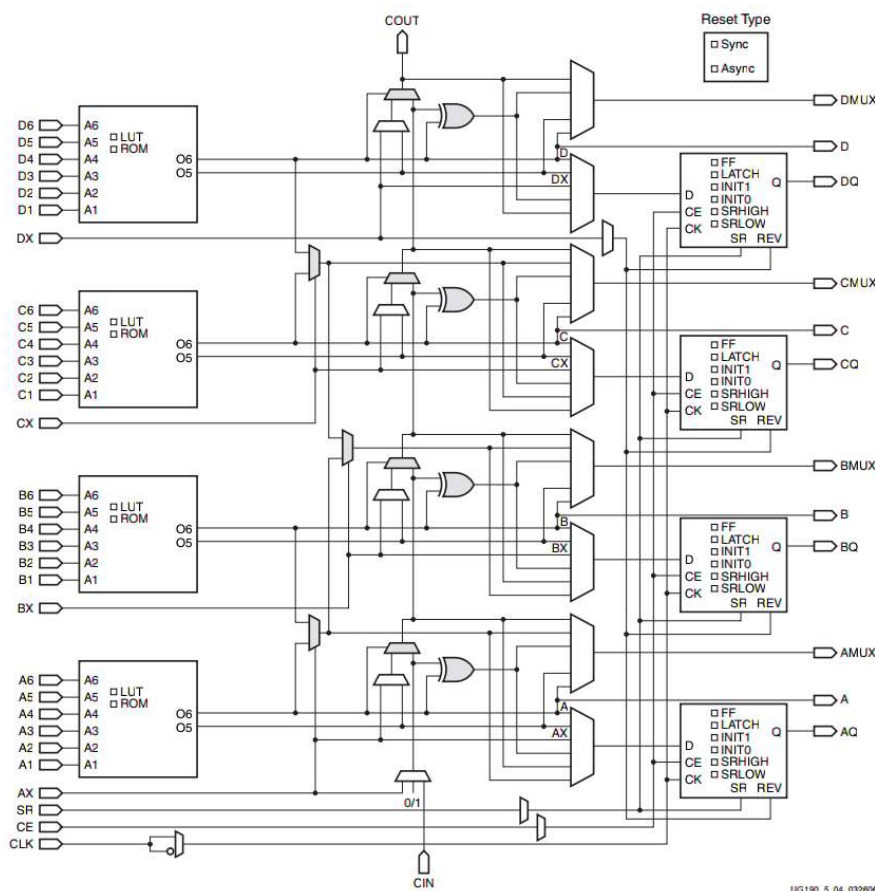 COUT
Reset Type
Sync
Async
DMUX
D6 A6
LUT
D5 A5
ROM
D4 A4 O6 D D
D3 A3 O5
D2 A2 DX
D1 A1
FF
LATCH
INIT1
D INIT0 Q DQ
CE SRHIGH
CK SRLOW
SR REV
DX
CMUX
C6 A6
LUT
C5 A5
ROM
C4 A4 O6 C C
C3 A3 O5
C2 A2 CX
C1 A1
FF
LATCH
INIT1
D INIT0 Q CQ
CE SRHIGH
CK SRLOW
SR REV
CX
BMUX
B6 A6
LUT
B5 A5
ROM
B4 A4 O6 B B
B3 A3 O5
B2 A2 BX
B1 A1
FF
LATCH
INIT1
D INIT0 Q BQ
CE SRHIGH
CK SRLOW
SR REV
BX
AMUX
A6 A6
LUT
A5 A5
ROM
A4 A4 O6 A A
A3 A3 O5
A2 A2 AX
A1 A1
FF
LATCH
INIT1
D INIT0 Q AQ
CE SRHIGH
CK SRLOW
SR REV
AX
0/1
SR
CE
CLK
CIN
UG190_5_04_032606